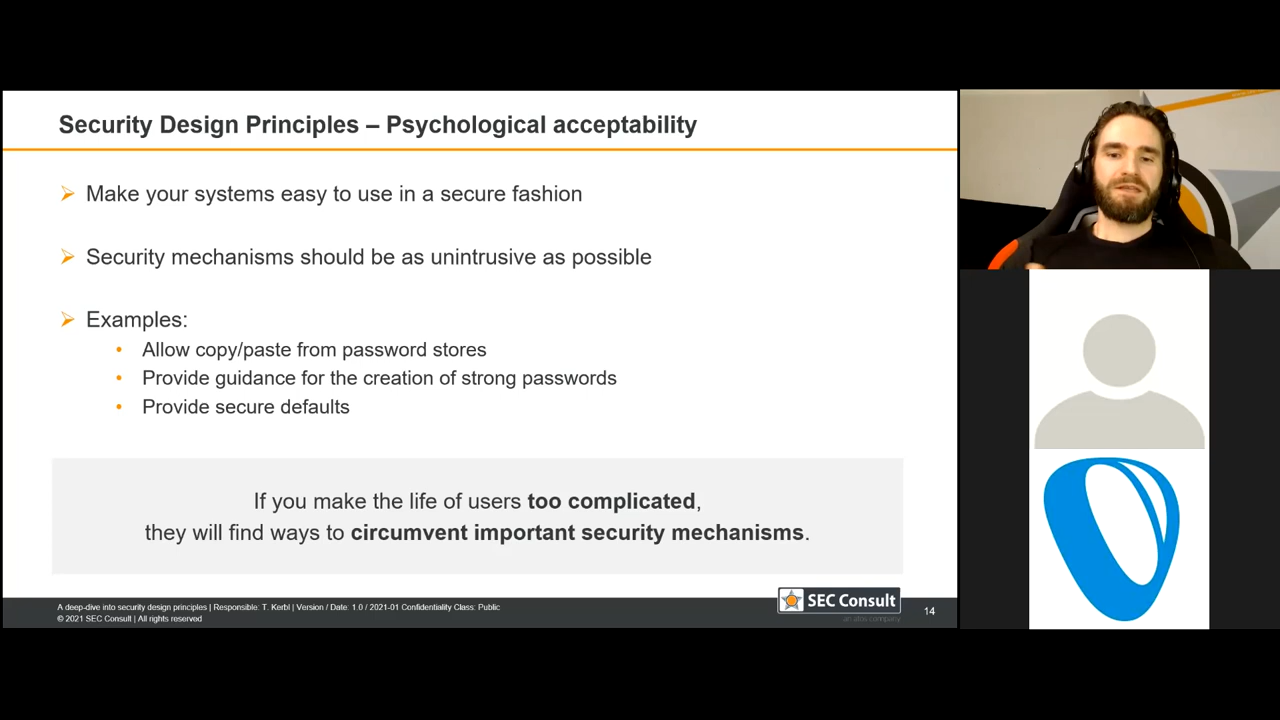 Security Design Principles – Psychological acceptability
Make your systems easy to use in a secure fashion
Security mechanisms should be as unintrusive as possible
Examples:
Allow copy/paste from password stores
Provide guidance for the creation of strong passwords
Provide secure defaults
If you make the life of users too complicated,
they will find ways to circumvent important security mechanisms.
A deep-dive into security design principles | Responsible: T. Kerbl | Version / Date: 1.0 / 2021-01 Confidentiality Class: Public
© 2021 SEC Consult | All rights reserved
SEC Consult
an atos company
14